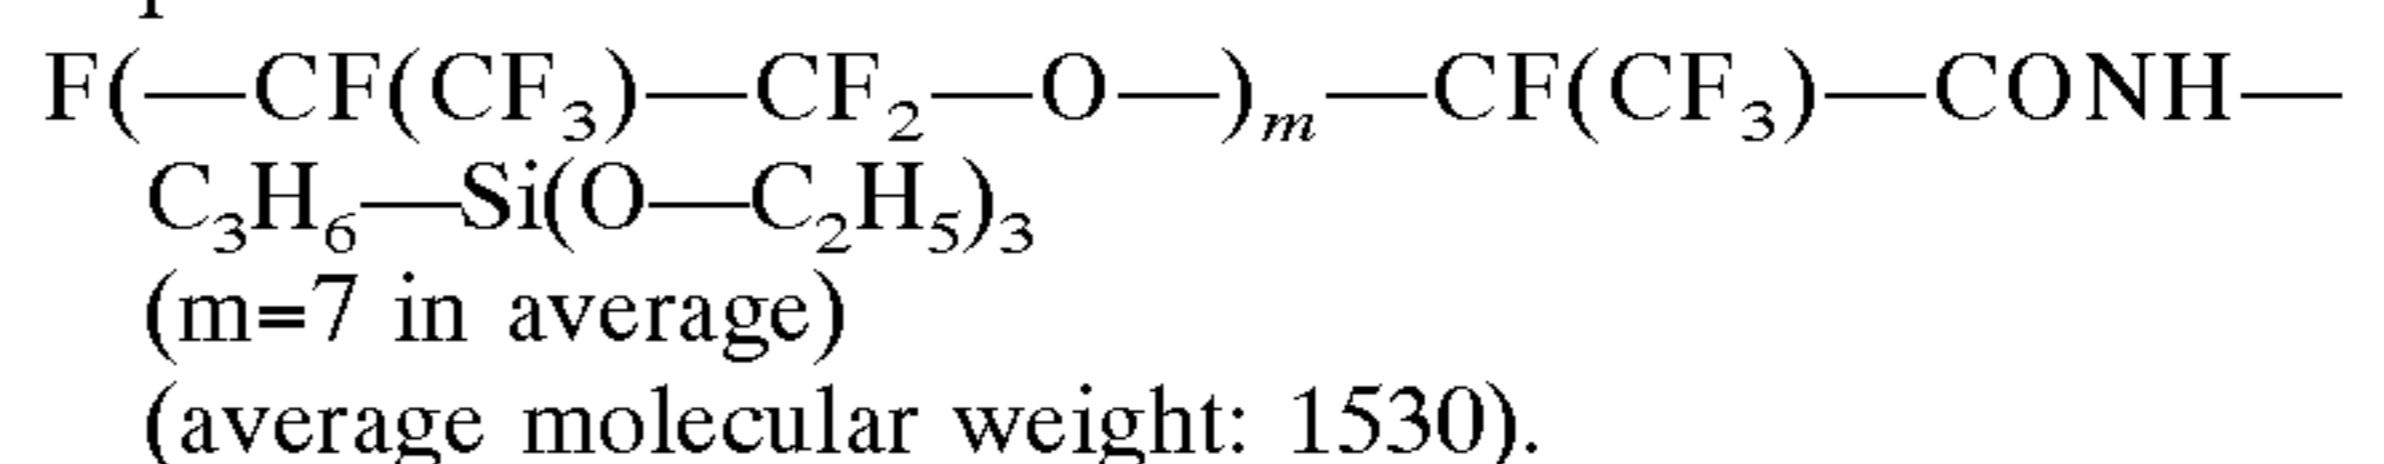 F(—CF(CF₃)—CF₂—O—)ₘ—CF(CF₃)—CONH—
C₃H₆—Si(O—C₂H₅)₃
(m=7 in average)
(average molecular weight: 1530).